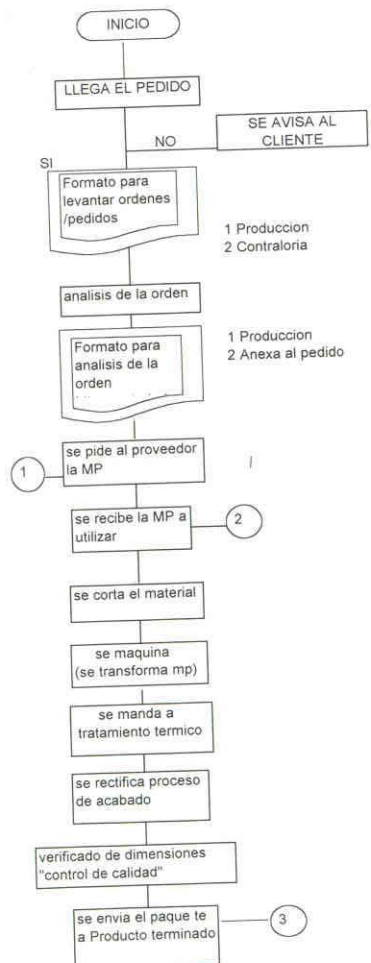 INICIO
LLEGA EL PEDIDO
NO
SE AVISA AL
CLIENTE
SI
Formato para
levantar ordenes
/pedidos
1 Produccion
2 Contraloria
analisis de la orden
Formato para
analisis de la
orden
1 Produccion
2 Anexa al pedido
se pide al proveedor
la MP
1
se recibe la MP a
utilizar
2
se corta el material
se maquina
(se transforma mp)
se manda a
tratamiento termico
se rectifica proceso
de acabado
verificado de dimensiones
"control de calidad"
se envia el paque te
a Producto terminado
3